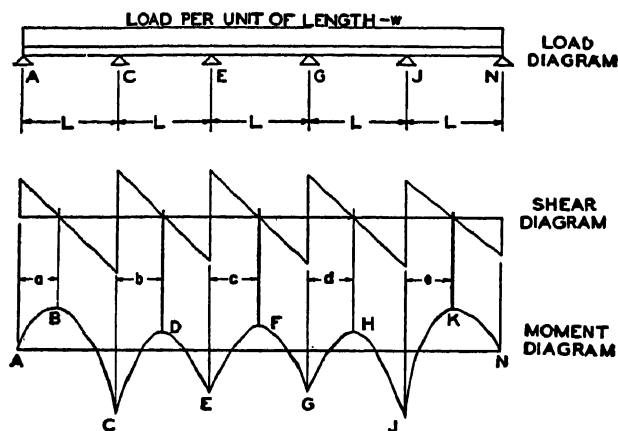 LOAD PER UNIT OF LENGTH-w
LOAD
DIAGRAM
A C E G J N
L L L L L
SHEAR
DIAGRAM
a b c d e
B D F H K
MOMENT
DIAGRAM
A N
E G
C J